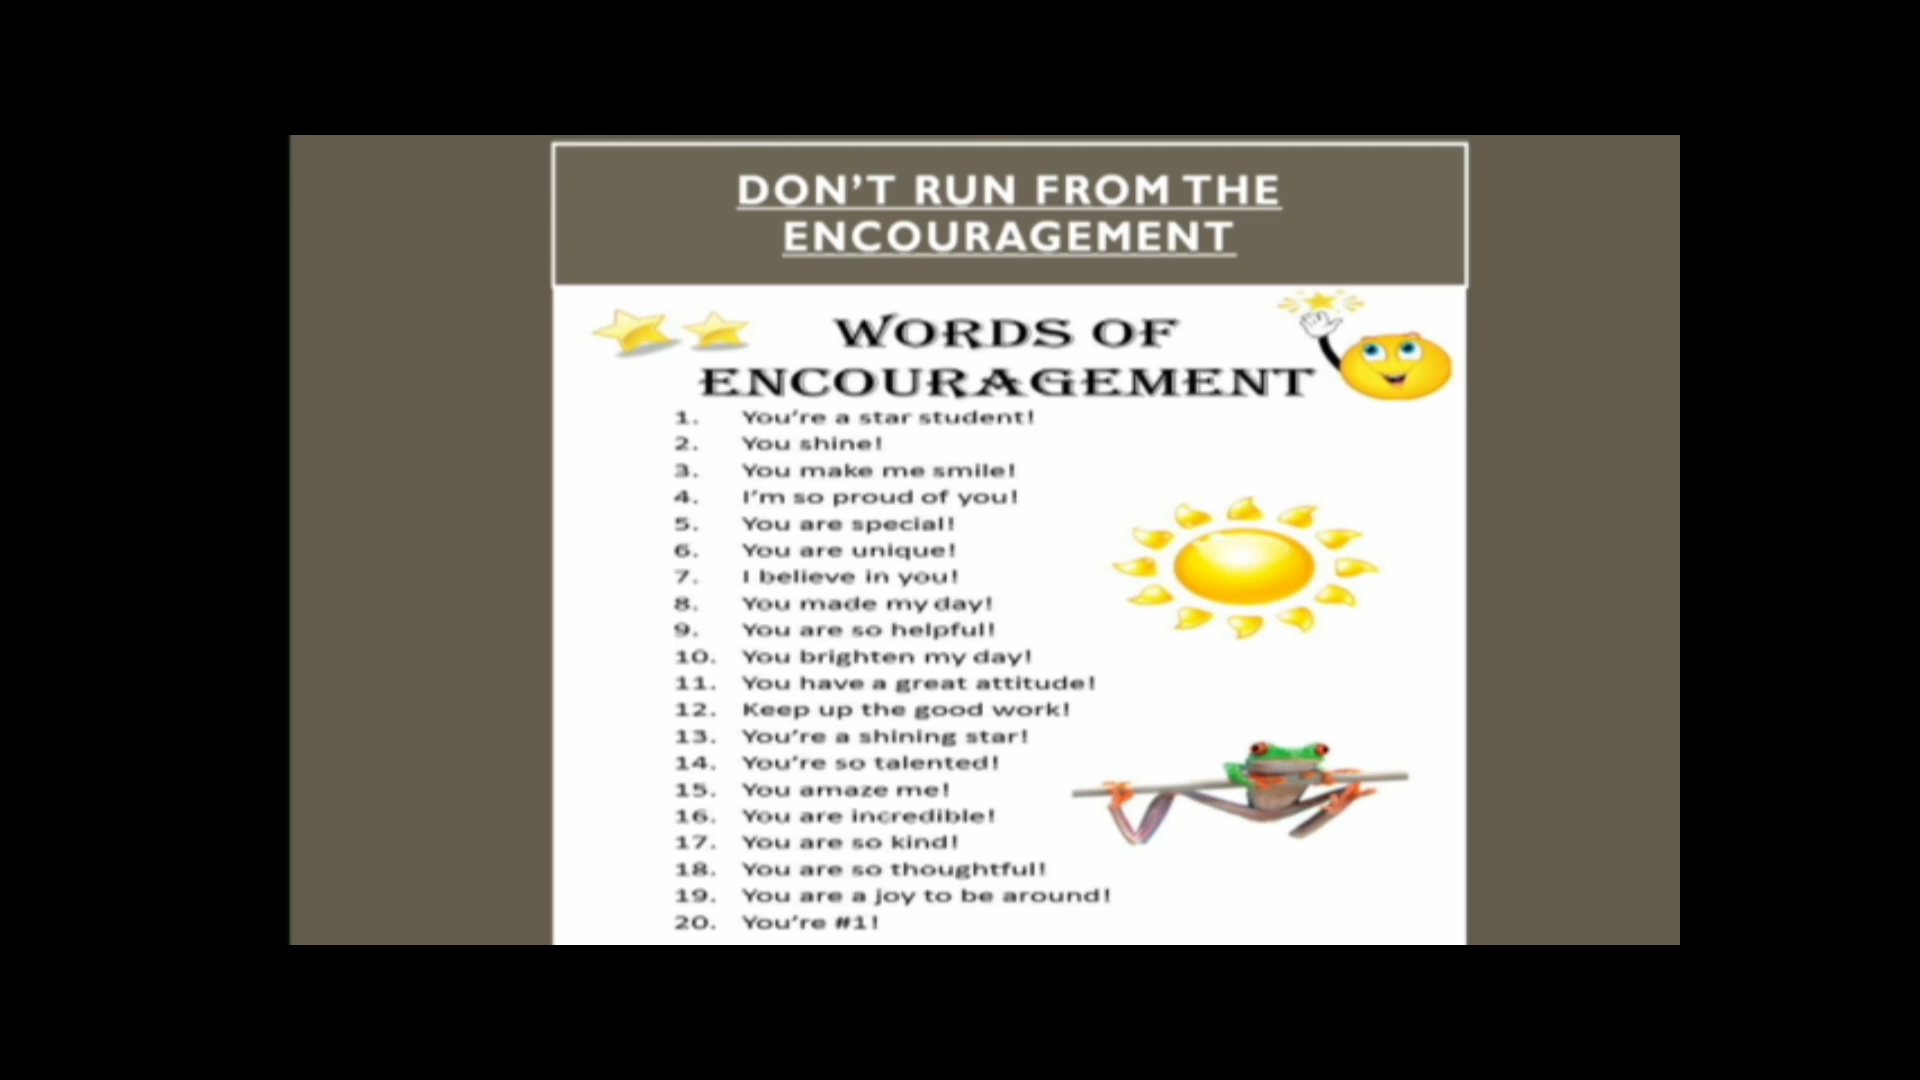 DON’T RUN FROM THE
ENCOURAGEMENT
WORDS OF
ENCOURAGEMENT
1. You’re a star student!
2. You shine!
3. You make me smile!
4. I’m so proud of you!
5. You are special!
6. You are unique!
7. I believe in you!
8. You made my day!
9. You are so helpful!
10. You brighten my day!
11. You have a great attitude!
12. Keep up the good work!
13. You’re a shining star!
14. You’re so talented!
15. You amaze me!
16. You are incredible!
17. You are so kind!
18. You are so thoughtful!
19. You are a joy to be around!
20. You’re #1!